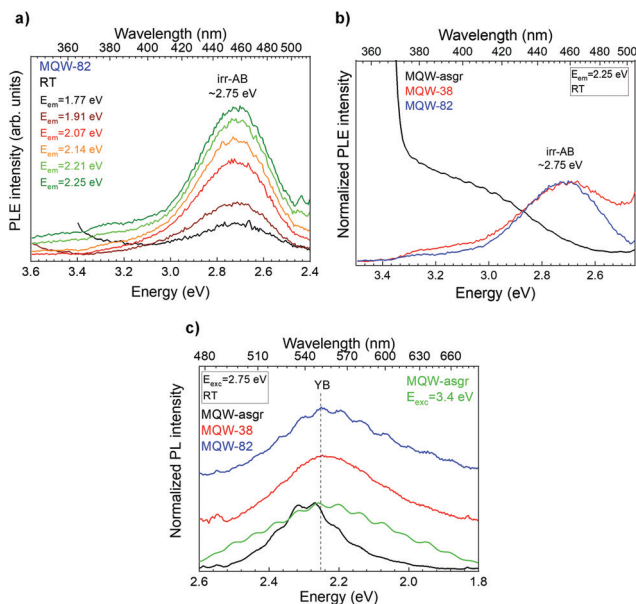 a)
Wavelength (nm)
360 380 400 420 440 460 480 500
MQW-82
RT
irr-AB
~2.75 eV
E_em=1.77 eV
E_em=1.91 eV
E_em=2.07 eV
E_em=2.14 eV
E_em=2.21 eV
E_em=2.25 eV
PLE intensity (arb. units)
3.6 3.4 3.2 3.0 2.8 2.6 2.4
Energy (eV)
b)
Wavelength (nm)
360 380 400 420 440 460 480 500
MQW-asgr
MQW-38
MQW-82
E_em=2.25 eV
RT
irr-AB
~2.75 eV
Normalized PLE intensity
3.4 3.2 3.0 2.8 2.6
Energy (eV)
c)
Wavelength (nm)
480 510 540 570 600 630 660
E_exc=2.75 eV
RT
MQW-asgr
MQW-38
MQW-82
YB
MQW-asgr
E_exc=3.4 eV
Normalized PL intensity
2.6 2.4 2.2 2.0 1.8
Energy (eV)